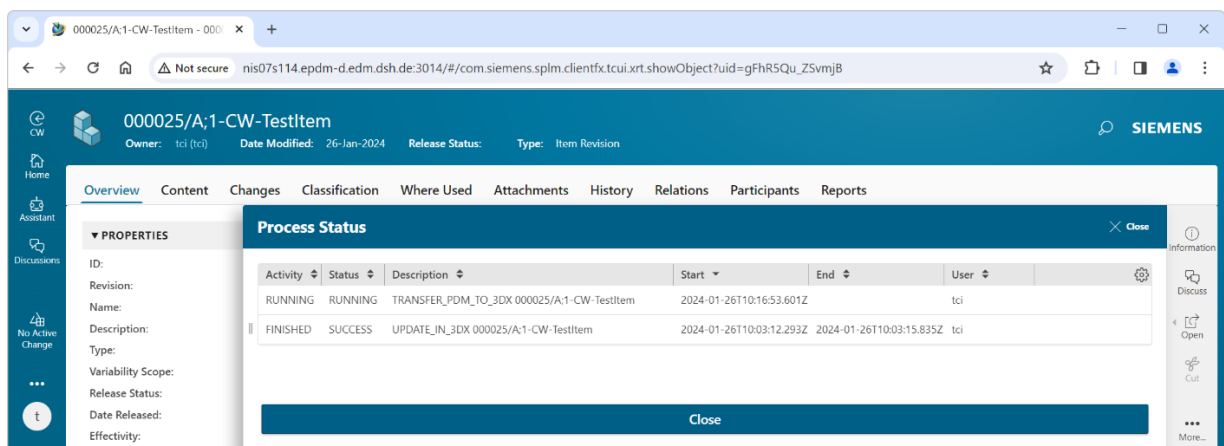 000025/A;1-CW-TestItem - 000
Not secure nis07s114.epdm-d.edm.dsh.de:3014/#/com.siemens.splm.clientfx.tcui.xrt.showObject?uid=gFhR5Qu_ZSvmjB
CW
Home
Assistant
Discussions
No Active
Change
t
000025/A;1-CW-TestItem
Owner: tci (tci) Date Modified: 26-Jan-2024 Release Status: Type: Item Revision
SIEMENS
Overview Content Changes Classification Where Used Attachments History Relations Participants Reports
PROPERTIES
ID:
Revision:
Name:
Description:
Type:
Variability Scope:
Release Status:
Date Released:
Effectivity:
Process Status Close
Activity Status Description Start End User
RUNNING RUNNING TRANSFER_PDM_TO_3DX 000025/A;1-CW-TestItem 2024-01-26T10:16:53.601Z tci
FINISHED SUCCESS UPDATE_IN_3DX 000025/A;1-CW-TestItem 2024-01-26T10:03:12.293Z 2024-01-26T10:03:15.835Z tci
Close
Information
Discuss
Open
Cut
More...